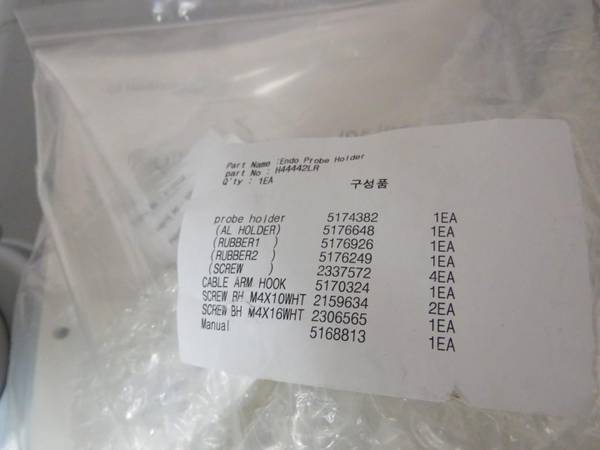 Part Name :Endo Probe Holder
part No : H44442LR
Q'ty : 1EA
구성품
probe holder 5174382 1EA
(AL HOLDER) 5176648 1EA
(RUBBER1 ) 5176926 1EA
(RUBBER2 ) 5176249 1EA
(SCREW ) 2337572 4EA
CABLE ARM HOOK 5170324 1EA
SCREW BH M4X10WHT 2159634 2EA
SCREW BH M4X16WHT 2306565 1EA
Manual 5168813 1EA